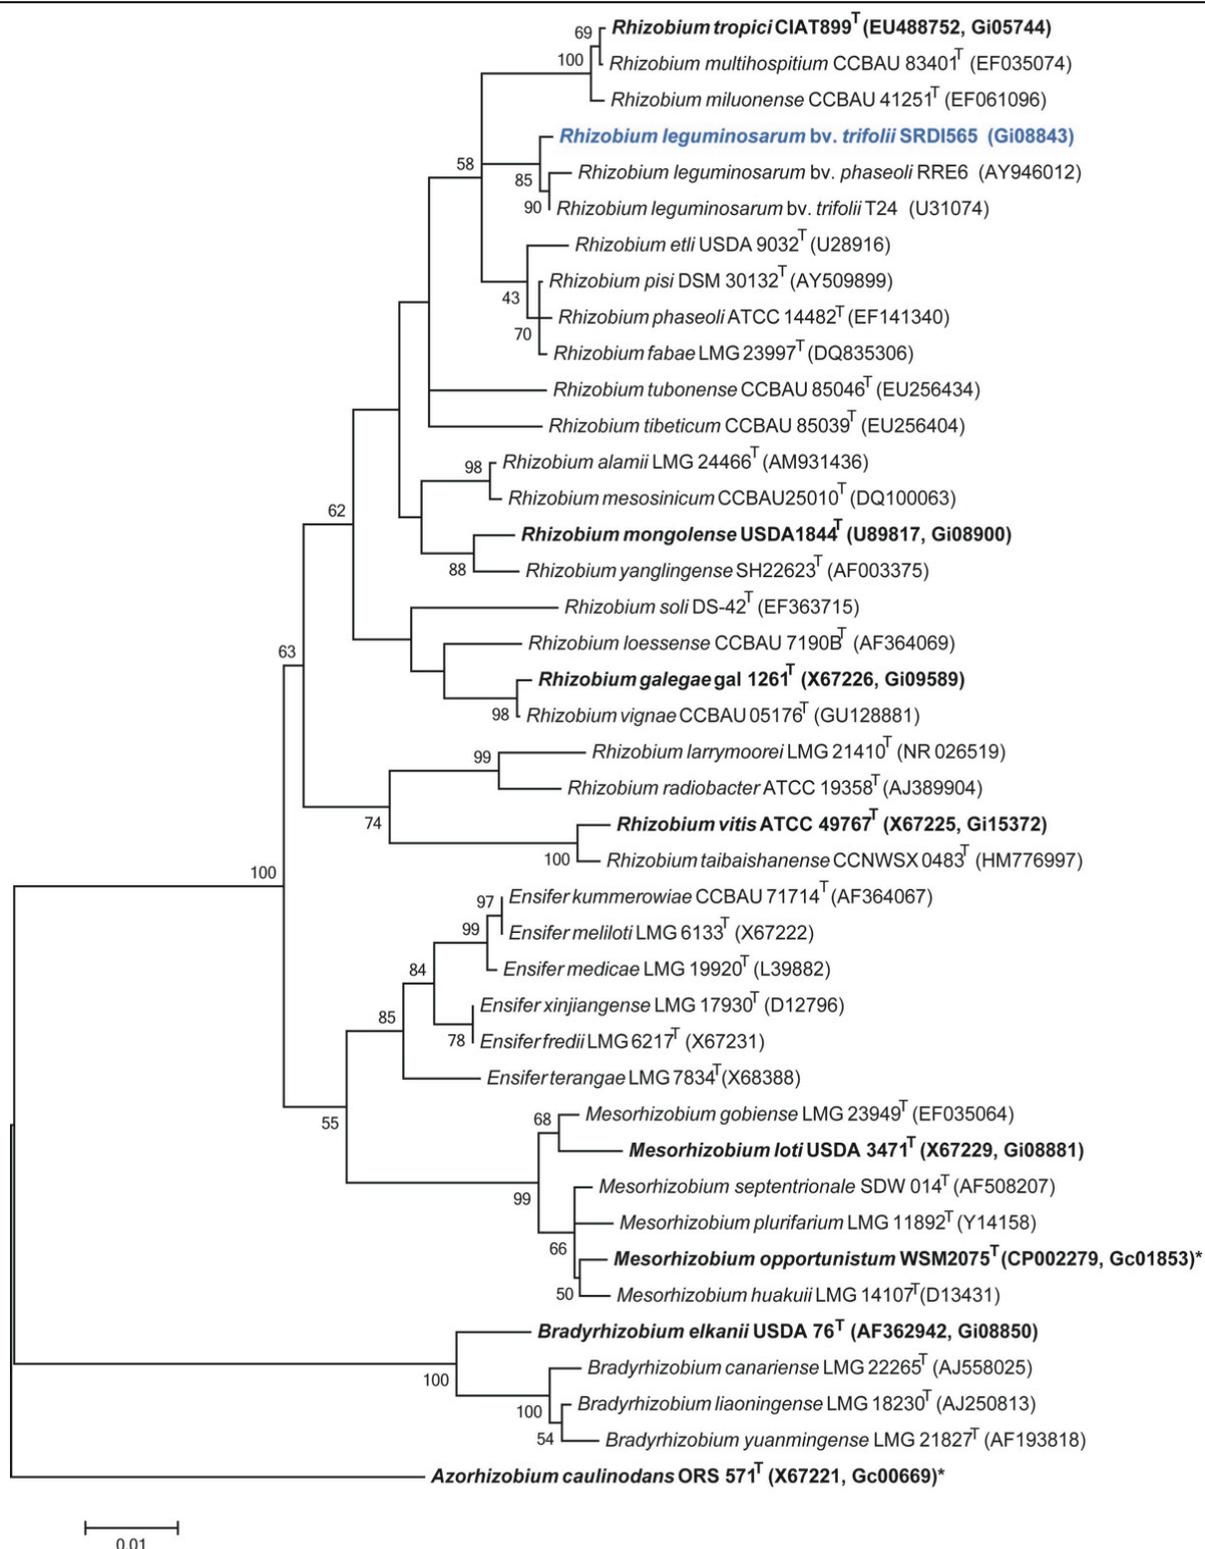 69
Rhizobium tropici CIAT899T (EU488752, Gi05744)
100
Rhizobium multihospitium CCBAU 83401T (EF035074)
Rhizobium miluonense CCBAU 41251T (EF061096)
Rhizobium leguminosarum bv. trifolii SRDI565 (Gi08843)
58
85
Rhizobium leguminosarum bv. phaseoli RRE6 (AY946012)
90
Rhizobium leguminosarum bv. trifolii T24 (U31074)
Rhizobium etli USDA 9032T (U28916)
Rhizobium pisi DSM 30132T (AY509899)
43
Rhizobium phaseoli ATCC 14482T (EF141340)
70
Rhizobium fabae LMG 23997T (DQ835306)
Rhizobium tubonense CCBAU 85046T (EU256434)
Rhizobium tibeticum CCBAU 85039T (EU256404)
98
Rhizobium alamii LMG 24466T (AM931436)
Rhizobium mesosinicum CCBAU25010T (DQ100063)
62
Rhizobium mongolense USDA1844T (U89817, Gi08900)
88
Rhizobium yanglingense SH22623T (AF003375)
Rhizobium soli DS-42T (EF363715)
Rhizobium loessense CCBAU 7190BT (AF364069)
63
Rhizobium galegae gal 1261T (X67226, Gi09589)
98
Rhizobium vignae CCBAU 05176T (GU128881)
99
Rhizobium larrymoorei LMG 21410T (NR 026519)
Rhizobium radiobacter ATCC 19358T (AJ389904)
74
Rhizobium vitis ATCC 49767T (X67225, Gi15372)
100
Rhizobium taibaishanense CCNWSX 0483T (HM776997)
100
97
Ensifer kummerowiae CCBAU 71714T (AF364067)
99
Ensifer meliloti LMG 6133T (X67222)
84
Ensifer medicae LMG 19920T (L39882)
85
Ensifer xinjiangense LMG 17930T (D12796)
78
Ensifer fredii LMG 6217T (X67231)
Ensifer terangae LMG 7834T (X68388)
55
68
Mesorhizobium gobiense LMG 23949T (EF035064)
Mesorhizobium loti USDA 3471T (X67229, Gi08881)
99
Mesorhizobium septentrionale SDW 014T (AF508207)
Mesorhizobium plurifarium LMG 11892T (Y14158)
66
Mesorhizobium opportunistum WSM2075T (CP002279, Gc01853)*
50
Mesorhizobium huakuii LMG 14107T (D13431)
Bradyrhizobium elkanii USDA 76T (AF362942, Gi08850)
100
Bradyrhizobium canariense LMG 22265T (AJ558025)
100
Bradyrhizobium liaoningense LMG 18230T (AJ250813)
54
Bradyrhizobium yuanmingense LMG 21827T (AF193818)
Azorhizobium caulinodans ORS 571T (X67221, Gc00669)*
0.01